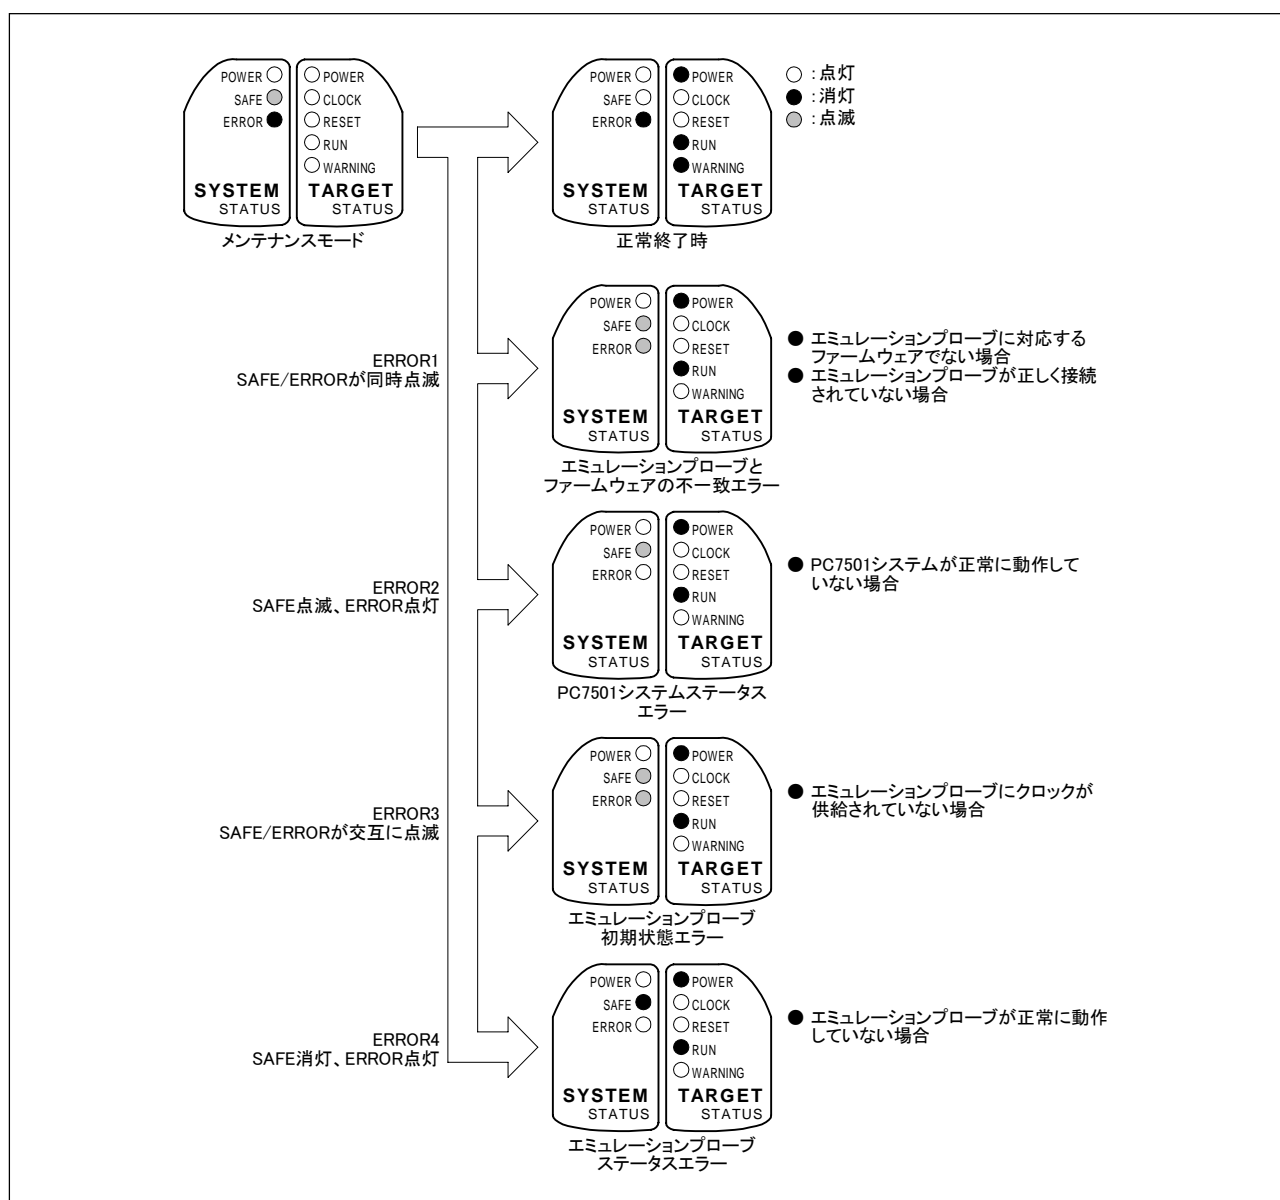 POWER
SAFE
ERROR
SYSTEM
STATUS
POWER
CLOCK
RESET
RUN
WARNING
TARGET
STATUS
メンテナンスモード
POWER
SAFE
ERROR
SYSTEM
STATUS
POWER
CLOCK
RESET
RUN
WARNING
TARGET
STATUS
正常終了時
：点灯
：消灯
：点滅
ERROR1
SAFE/ERRORが同時点滅
POWER
SAFE
ERROR
SYSTEM
STATUS
POWER
CLOCK
RESET
RUN
WARNING
TARGET
STATUS
エミュレーションプローブと
ファームウェアの不一致エラー
● エミュレーションプローブに対応する
ファームウェアでない場合
● エミュレーションプローブが正しく接続
されていない場合
ERROR2
SAFE点滅、ERROR点灯
POWER
SAFE
ERROR
SYSTEM
STATUS
POWER
CLOCK
RESET
RUN
WARNING
TARGET
STATUS
PC7501システムステータス
エラー
● PC7501システムが正常に動作して
いない場合
ERROR3
SAFE/ERRORが交互に点滅
POWER
SAFE
ERROR
SYSTEM
STATUS
POWER
CLOCK
RESET
RUN
WARNING
TARGET
STATUS
エミュレーションプローブ
初期状態エラー
● エミュレーションプローブにクロックが
供給されていない場合
ERROR4
SAFE消灯、ERROR点灯
POWER
SAFE
ERROR
SYSTEM
STATUS
POWER
CLOCK
RESET
RUN
WARNING
TARGET
STATUS
エミュレーションプローブ
ステータスエラー
● エミュレーションプローブが正常に動作
していない場合